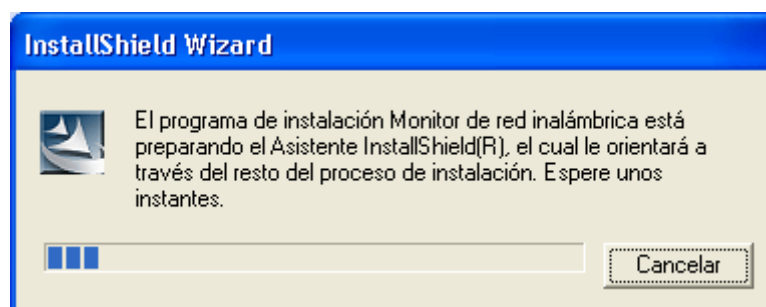 InstallShield Wizard
El programa de instalación Monitor de red inalámbrica está
preparando el Asistente InstallShield(R), el cual le orientará a
través del resto del proceso de instalación. Espere unos
instantes.
Cancelar